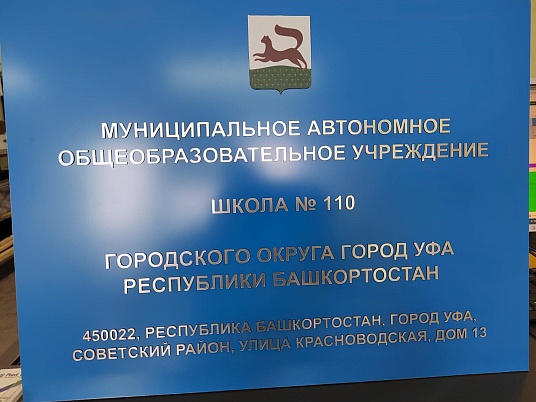 МУНИЦИПАЛЬНОЕ АВТОНОМНОЕ
ОБЩЕОБРАЗОВАТЕЛЬНОЕ УЧРЕЖДЕНИЕ
ШКОЛА № 110
ГОРОДСКОГО ОКРУГА ГОРОД УФА
РЕСПУБЛИКИ БАШКОРТОСТАН
450022, РЕСПУБЛИКА БАШКОРТОСТАН, ГОРОД УФА,
СОВЕТСКИЙ РАЙОН, УЛИЦА КРАСНОВОДСКАЯ, ДОМ 13